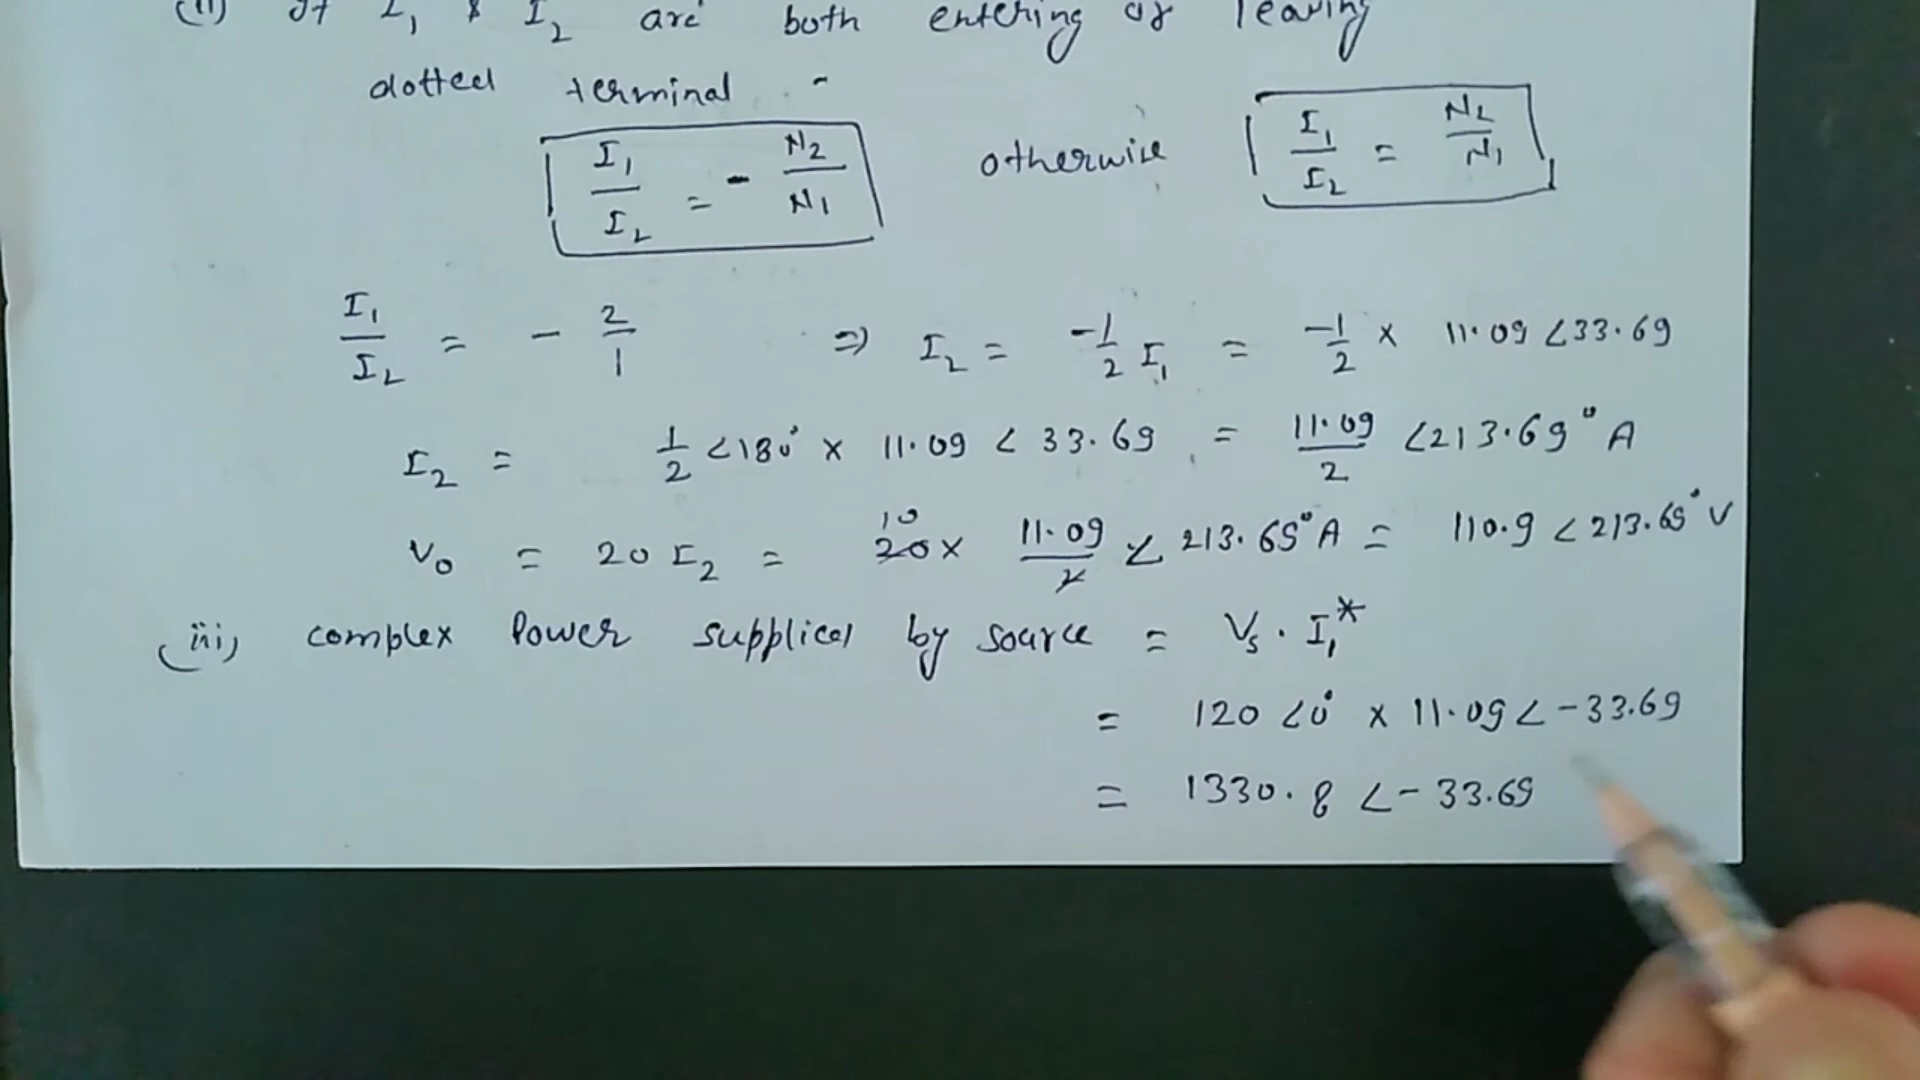 (ii) If I₁ & I₂ are both entering or leaving
dotted terminal -
I₁/I₂ = - N₂/N₁ otherwise I₁/I₂ = N₂/N₁
I₁/I₂ = - 2/1 ⇒ I₂ = -1/2 I₁ = -1/2 × 11.09 ∠33.69
I₂ = 1/2 ∠180° × 11.09 ∠ 33.69 = 11.09/2 ∠213.69° A
V₀ = 20 I₂ = 10 20 × 11.09/2 ∠ 213.69° A = 110.9 ∠ 213.69° V
(iii) complex Power supplied by source = Vs . I₁*
= 120 ∠0° × 11.09 ∠ -33.69
= 1330.8 ∠ - 33.69